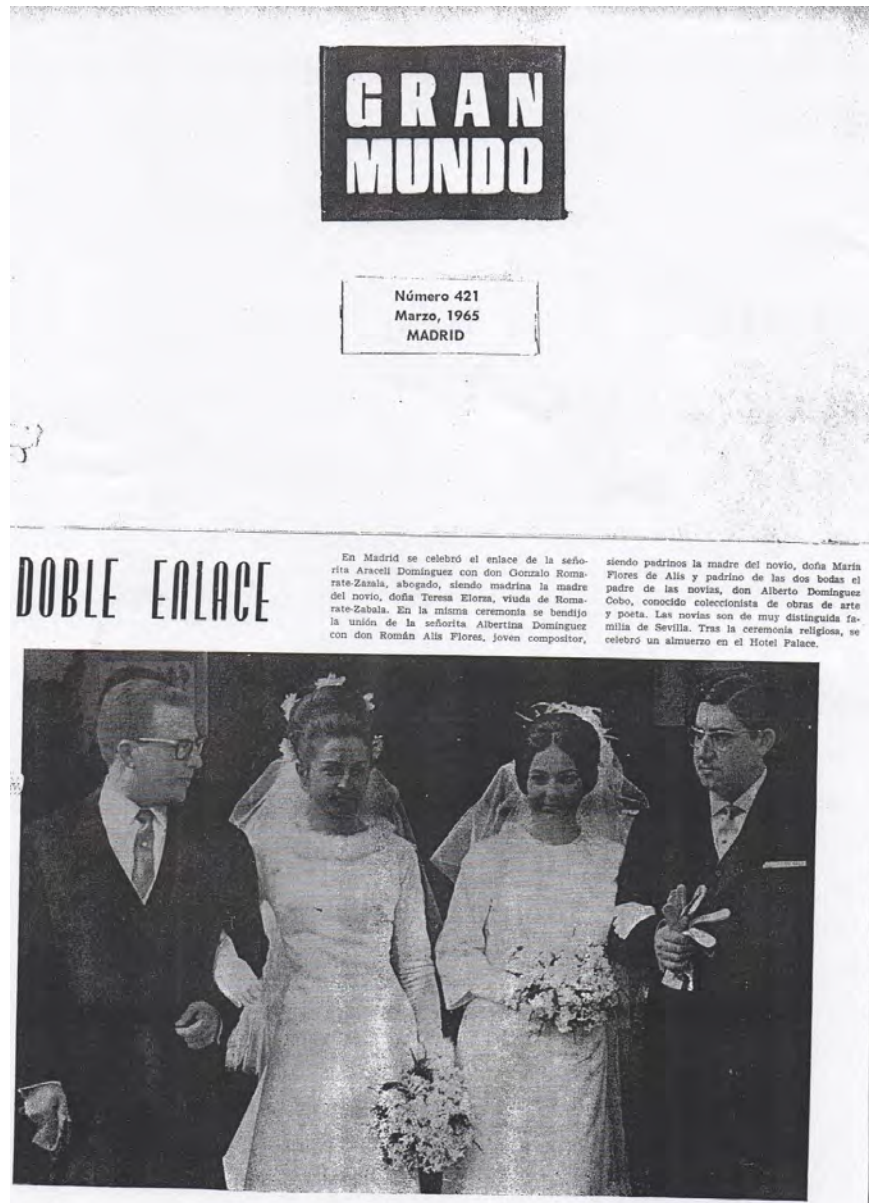 GRAN
MUNDO
Número 421
Marzo, 1965
MADRID
DOBLE ENLACE
En Madrid se celebró el enlace de la seño-
rita Araceli Domínguez con don Gonzalo Roma-
rate-Zazala, abogado, siendo madrina la madre
del novio, doña Teresa Elorza, viuda de Roma-
rate-Zabala. En la misma ceremonia se bendijo
la unión de la señorita Albertina Domínguez
con don Román Alis Flores, joven compositor,
siendo padrinos la madre del novio, doña María
Flores de Alis y padrino de las dos bodas el
padre de las novias, don Alberto Domínguez
Cobo, conocido coleccionista de obras de arte
y poeta. Las novias son de muy distinguida fa-
milia de Sevilla. Tras la ceremonia religiosa, se
celebró un almuerzo en el Hotel Palace.